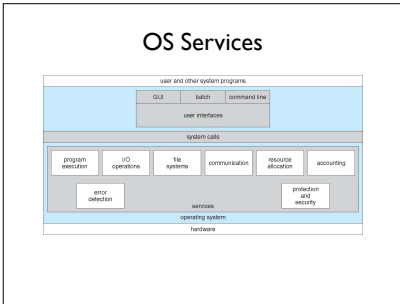 OS Services
user and other system programs
GUI batch command line
user interfaces
system calls
program execution
I/O operations
file systems
communication
resource allocation
accounting
error detection
protection and security
services
operating system
hardware